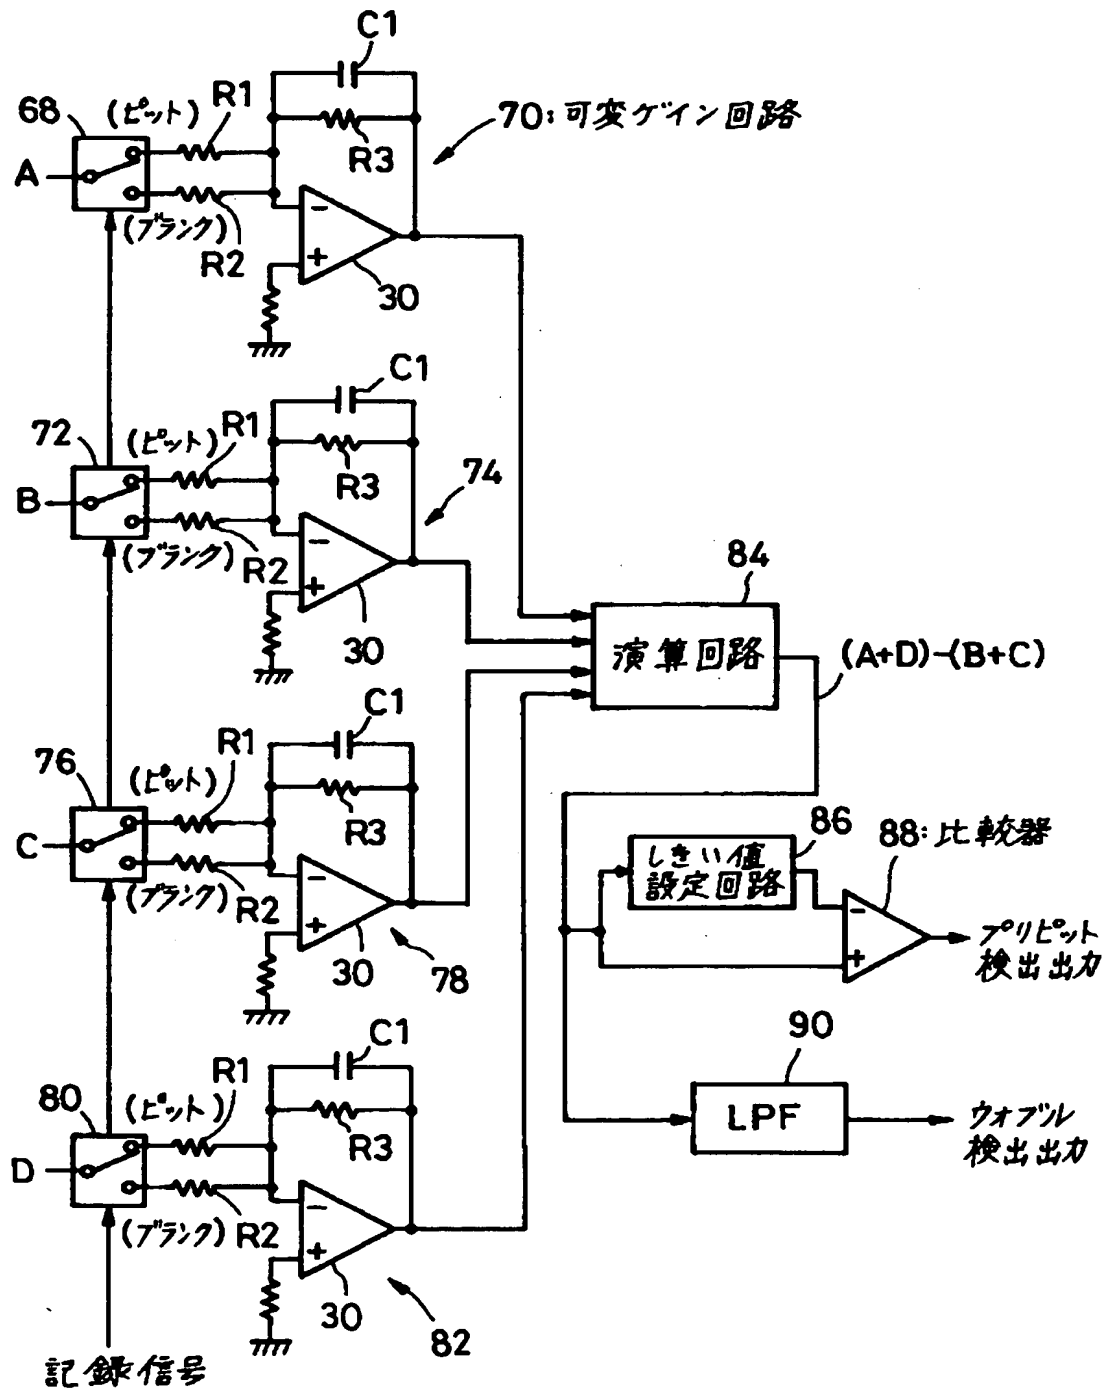 C1
68
(ピット)
R1
70:可変ゲイン回路
A
R3
(ブランク)
R2
30
C1
72
(ピット)
R1
R3
74
B
(ブランク)
R2
30
84
演算回路
(A+D)-(B+C)
C1
76
(ピット)
R1
R3
C
(ブランク)
R2
30
78
86
しきい値
設定回路
88:比較器
プリピット
検出出力
C1
80
(ピット)
R1
R3
90
LPF
ウォブル
検出出力
D
(ブランク)
R2
30
82
記録信号